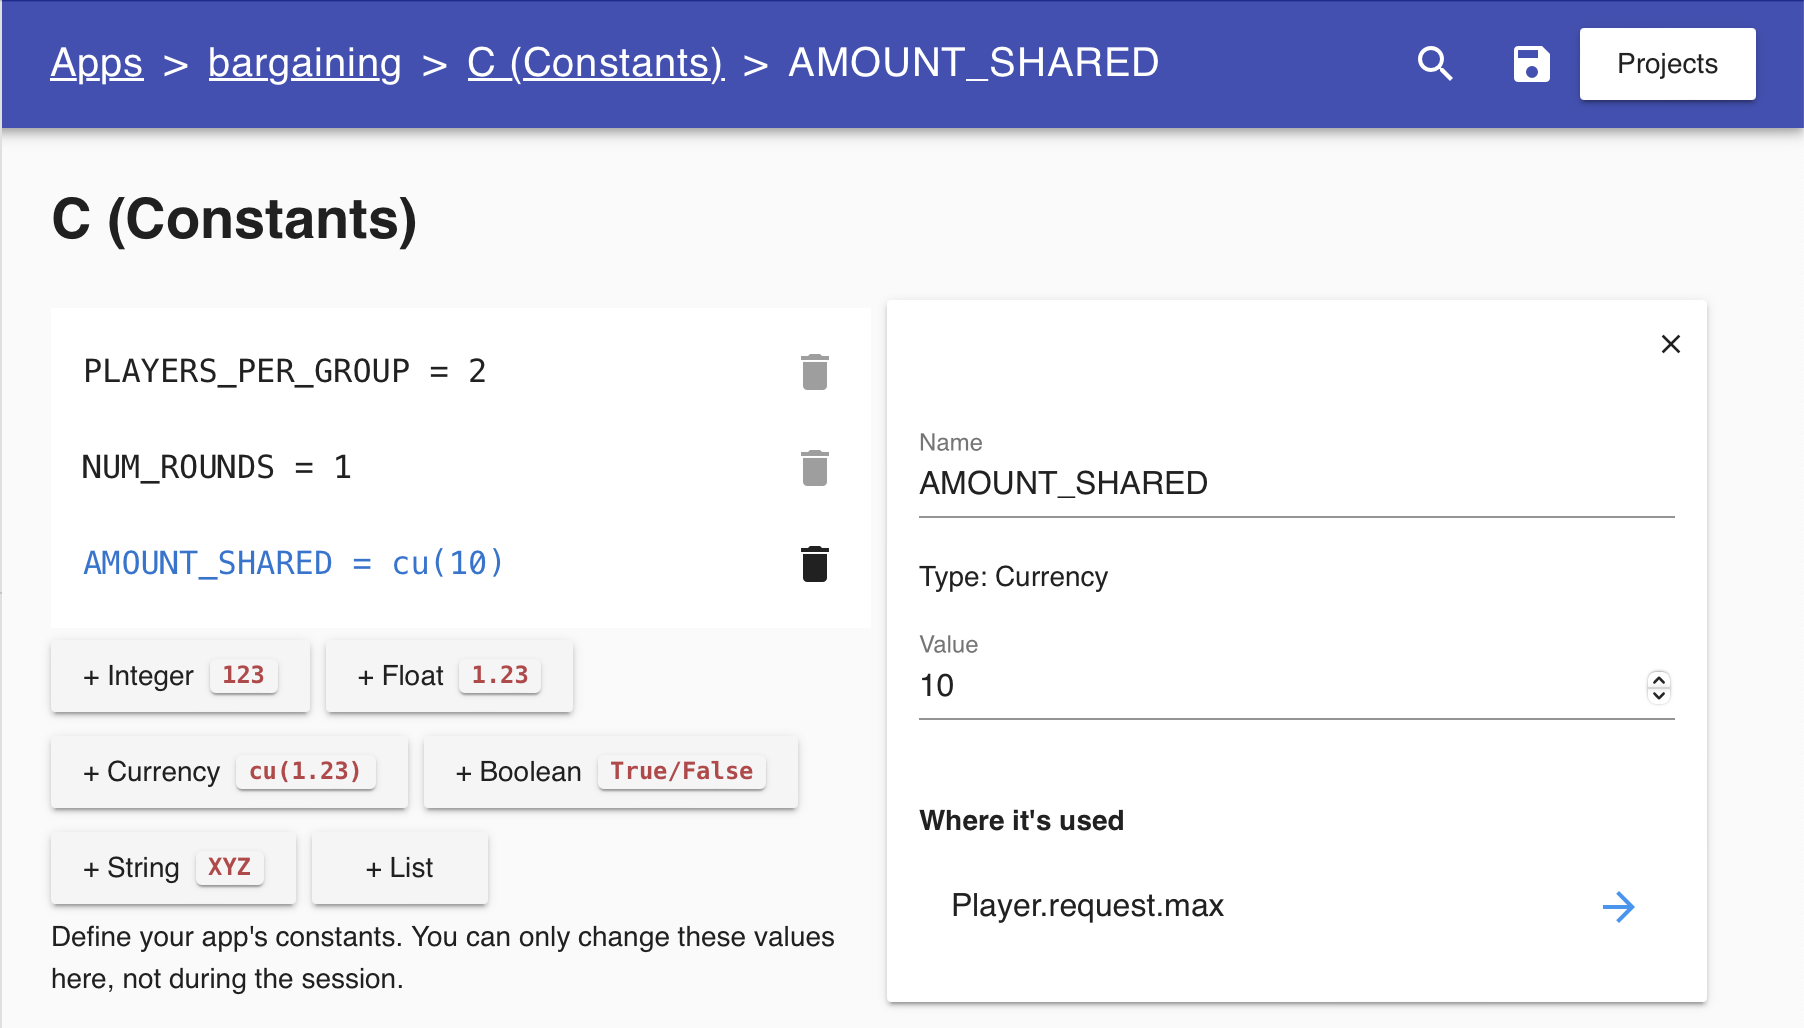 Apps > bargaining > C (Constants) > AMOUNT_SHARED
Projects
C (Constants)
PLAYERS_PER_GROUP = 2
NUM_ROUNDS = 1
AMOUNT_SHARED = cu(10)
+ Integer 123
+ Float 1.23
+ Currency cu(1.23)
+ Boolean True/False
+ String XYZ
+ List
Define your app's constants. You can only change these values
here, not during the session.
Name
AMOUNT_SHARED
Type: Currency
Value
10
Where it's used
Player.request.max